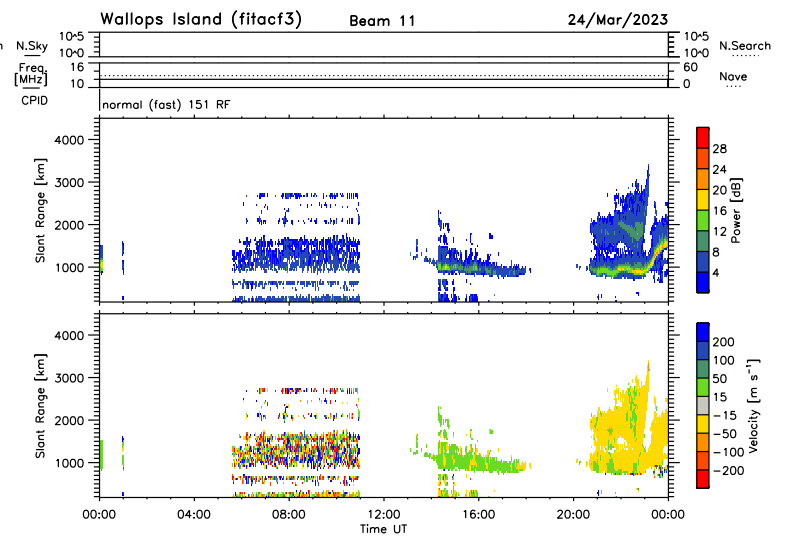 Wallops Island (fitacf3) Beam 11 24/Mar/2023
N.Sky 10^5 10^0 10^5 10^0 N.Search
Freq. [MHz] 16 10 60 0 Nave
CPID normal (fast) 151 RF
Slant Range [km]
4000
3000
2000
1000
28
24
20
16
12
8
4
Power [dB]
Slant Range [km]
4000
3000
2000
1000
200
100
50
15
-15
-50
-100
-200
Velocity [m s⁻¹]
00:00 04:00 08:00 12:00 16:00 20:00 00:00
Time UT